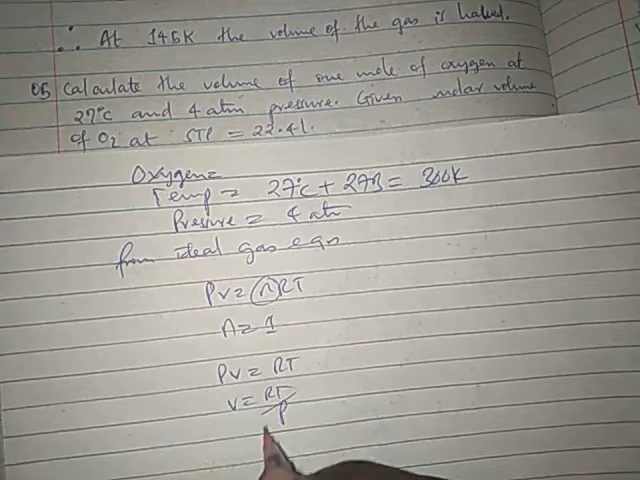 ∴ At 145K the volume of the gas is halved.
05 Calculate the volume of one mole of oxygen at
27°c and 4 atm pressure. Given molar volume
of O2 at STP = 22.4 l.
Oxygen =
Temp = 27°c + 273 = 300K
Pressure = 4 atm
from ideal gas eqn
PV = nRT
n = 1
PV = RT
V = RT/P